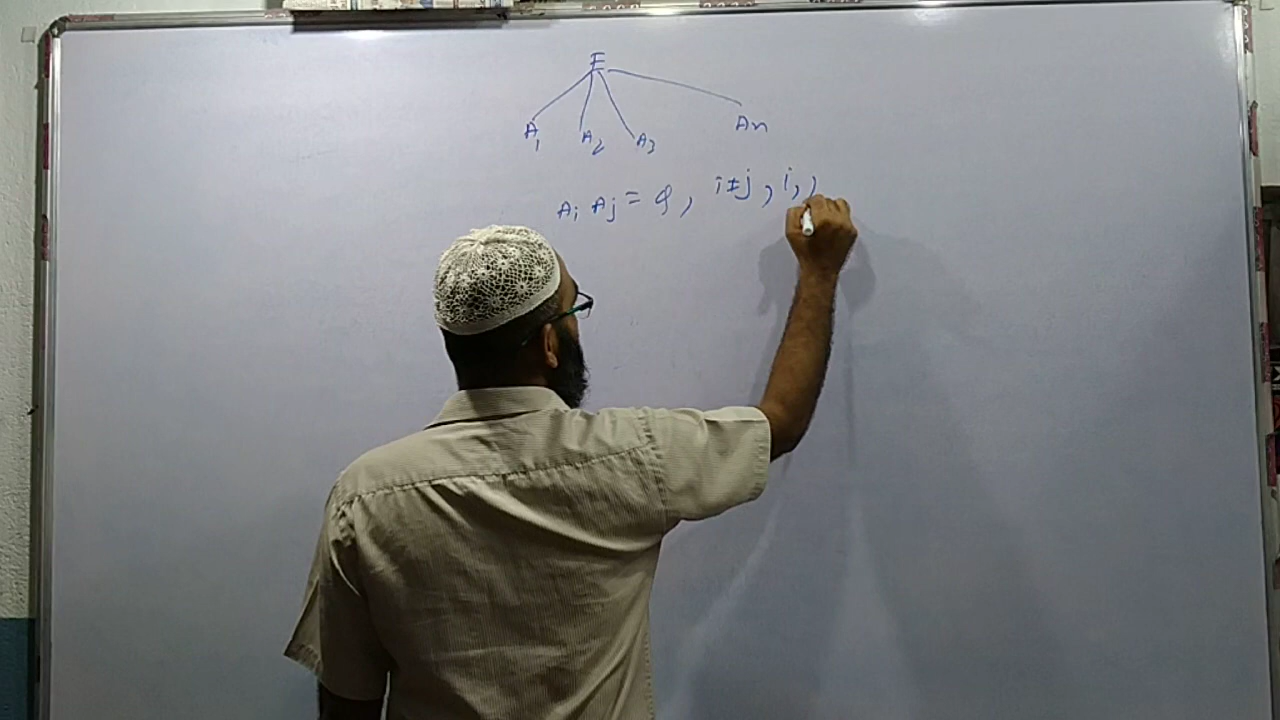 E
A₁ A₂ A₃ An
Ai Aj = φ, i≠j, i,